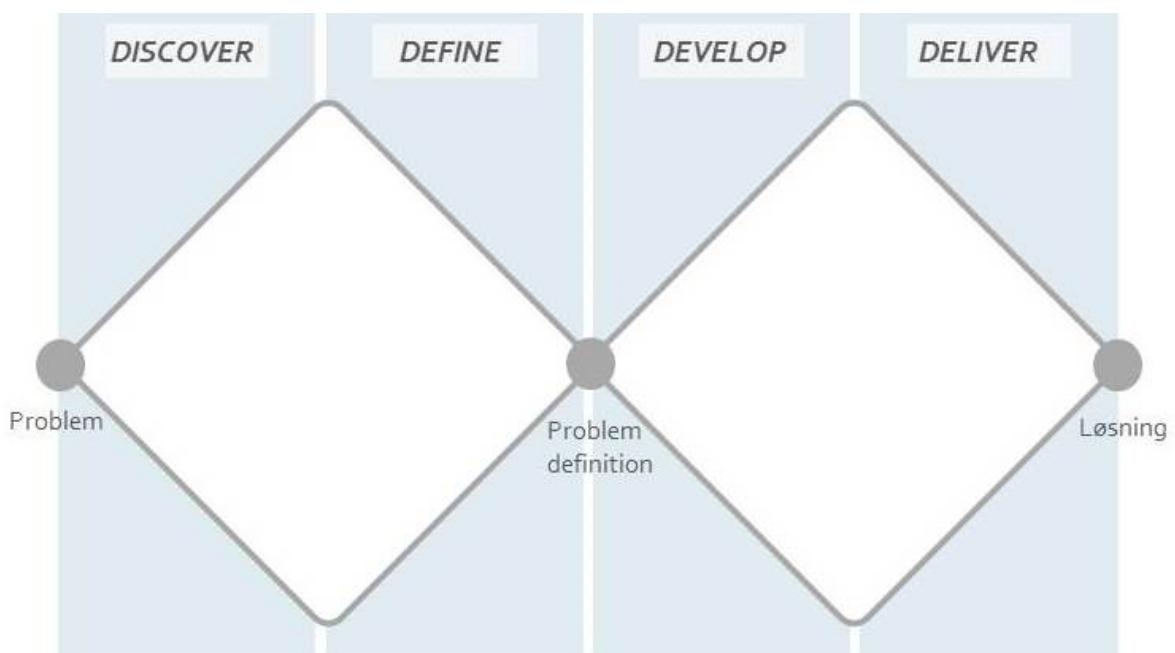 DISCOVER
DEFINE
DEVELOP
DELIVER
Problem
Problem
definition
Løsning